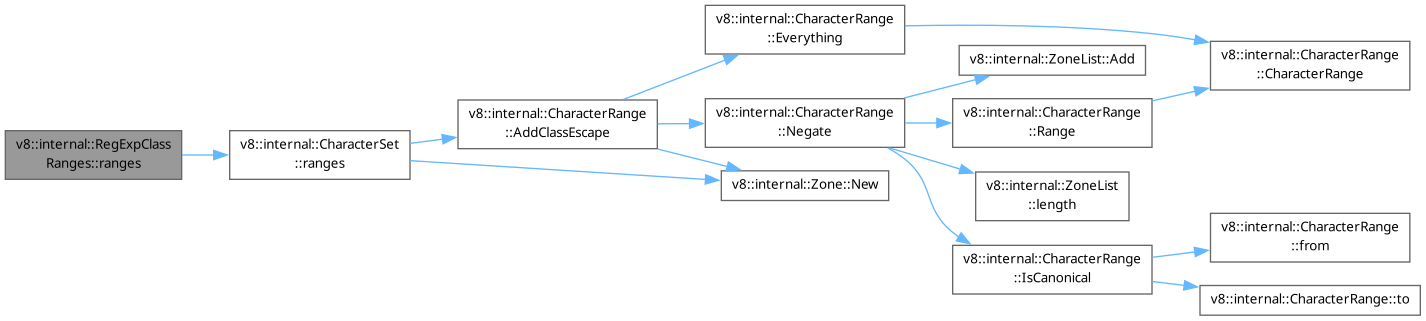 v8::internal::RegExpClass
Ranges::ranges
v8::internal::CharacterSet
::ranges
v8::internal::CharacterRange
::AddClassEscape
v8::internal::CharacterRange
::Everything
v8::internal::CharacterRange
::Negate
v8::internal::Zone::New
v8::internal::ZoneList::Add
v8::internal::CharacterRange
::Range
v8::internal::ZoneList
::length
v8::internal::CharacterRange
::IsCanonical
v8::internal::CharacterRange
::CharacterRange
v8::internal::CharacterRange
::from
v8::internal::CharacterRange::to